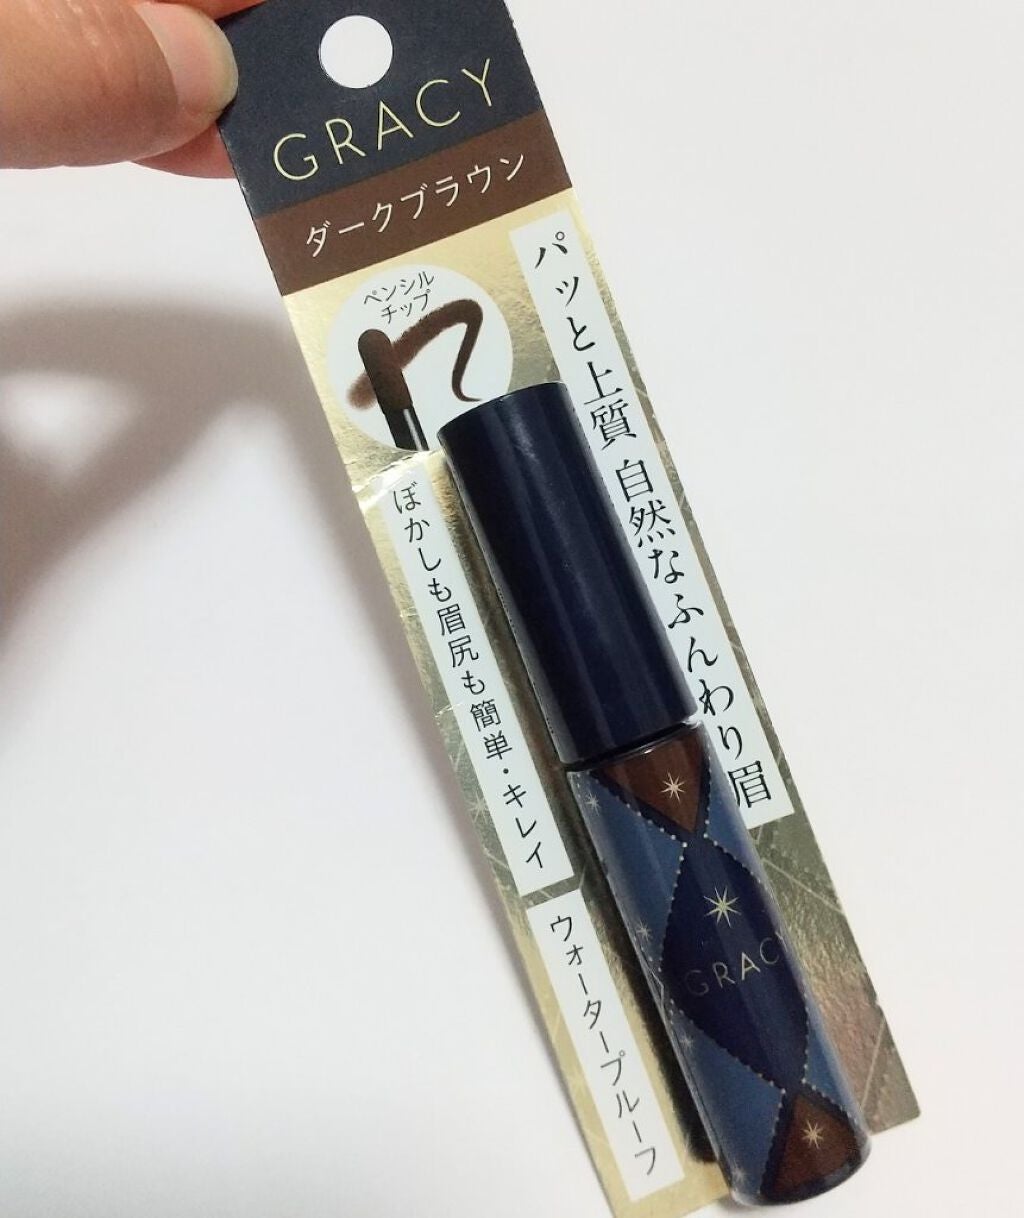 GRACY
ダークブラウン
ペンシル
チップ
パッと上質 自然なふんわり眉
ぼかしも眉尻も簡単・キレイ
ウォータープルーフ
GRACY